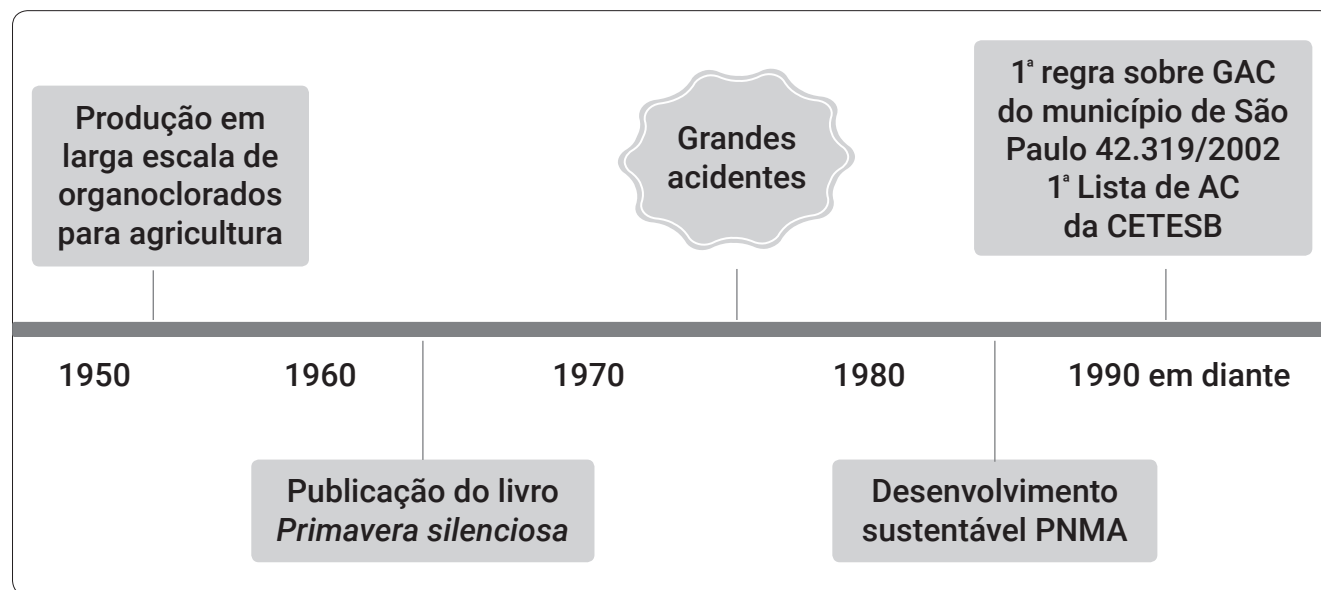 Produção em
larga escala de
organoclorados
para agricultura
Grandes
acidentes
1ª regra sobre GAC
do município de São
Paulo 42.319/2002
1ª Lista de AC
da CETESB
1950
1960
1970
1980
1990 em diante
Publicação do livro
Primavera silenciosa
Desenvolvimento
sustentável PNMA